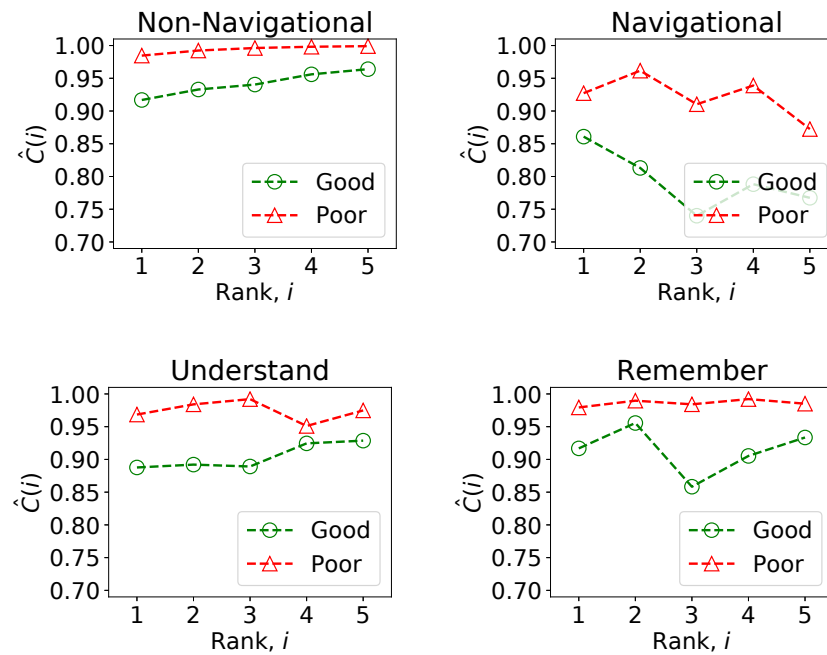 Non-Navigational
1.00
0.95
0.90
0.85
0.80
0.75
0.70
Ĉ(i)
Good
Poor
1 2 3 4 5
Rank, i
Navigational
1.00
0.95
0.90
0.85
0.80
0.75
0.70
Ĉ(i)
Good
Poor
1 2 3 4 5
Rank, i
Understand
1.00
0.95
0.90
0.85
0.80
0.75
0.70
Ĉ(i)
Good
Poor
1 2 3 4 5
Rank, i
Remember
1.00
0.95
0.90
0.85
0.80
0.75
0.70
Ĉ(i)
Good
Poor
1 2 3 4 5
Rank, i